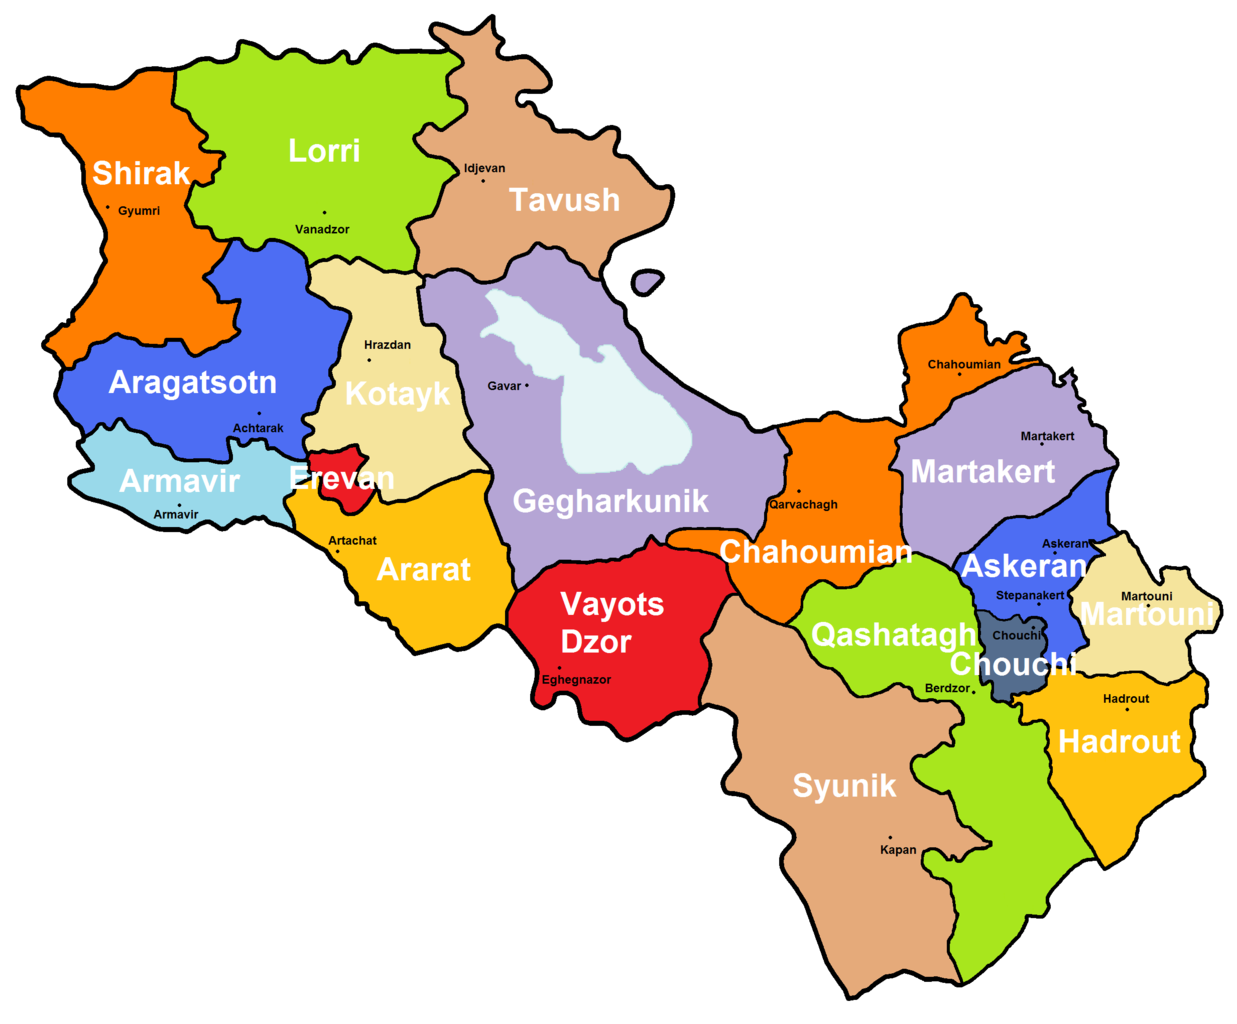 Lorri
Idjevan
Shirak
Tavush
Gyumri
Vanadzor
Hrazdan
Chahoumian
Aragatsotn
Kotayk
Gavar
Achtarak
Martakert
Martakert
Armavir
Erevan
Gegharkunik
Qarvachagh
Armavir
Artachat
Chahoumian
Askeran
Ararat
Askeran
Stepanakert
Martouni
Vayots
Dzor
Martouni
Qashatagh
Chouchi
Chouchi
Eghegnazor
Berdzor
Hadrout
Hadrout
Syunik
Kapan